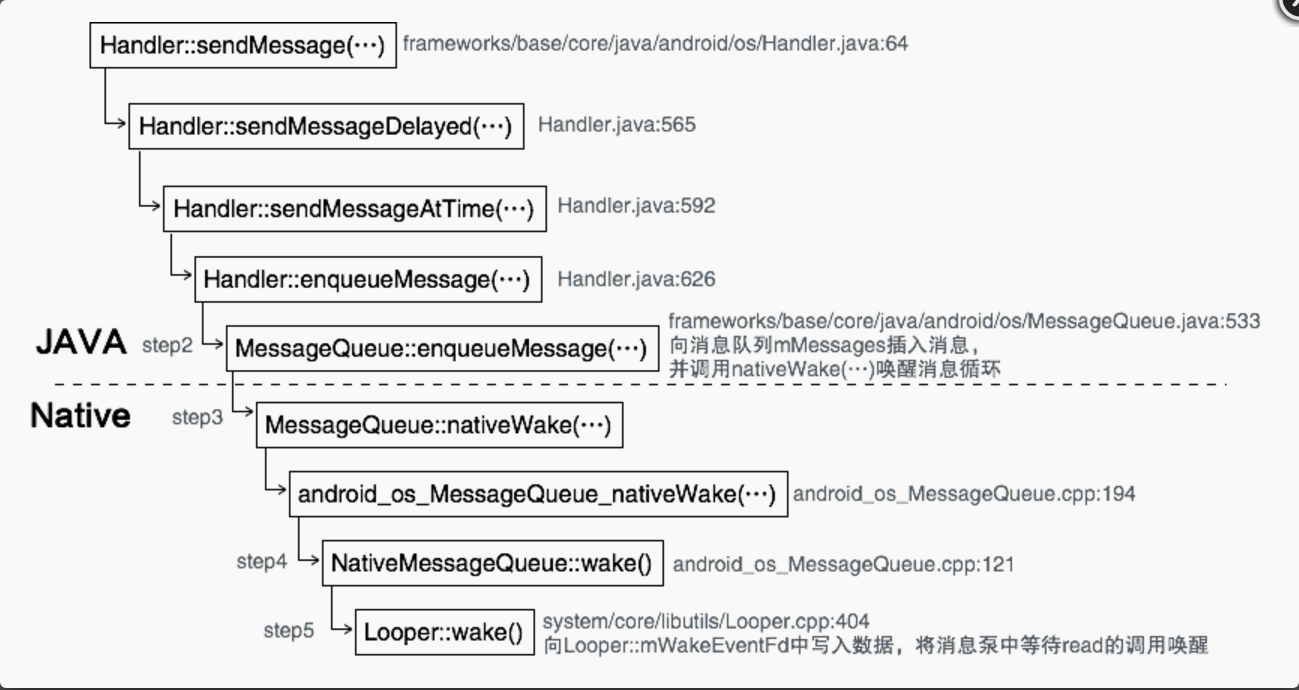 Handler::sendMessage(···) frameworks/base/core/java/android/os/Handler.java:64
Handler::sendMessageDelayed(···) Handler.java:565
Handler::sendMessageAtTime(···) Handler.java:592
Handler::enqueueMessage(···) Handler.java:626
JAVA step2 MessageQueue::enqueueMessage(···) frameworks/base/core/java/android/os/MessageQueue.java:533
向消息队列mMessages插入消息，
并调用nativeWake(···)唤醒消息循环
Native step3 MessageQueue::nativeWake(···)
android_os_MessageQueue_nativeWake(···) android_os_MessageQueue.cpp:194
step4 NativeMessageQueue::wake() android_os_MessageQueue.cpp:121
step5 Looper::wake() system/core/libutils/Looper.cpp:404
向Looper::mWakeEventFd中写入数据，将消息泵中等待read的调用唤醒